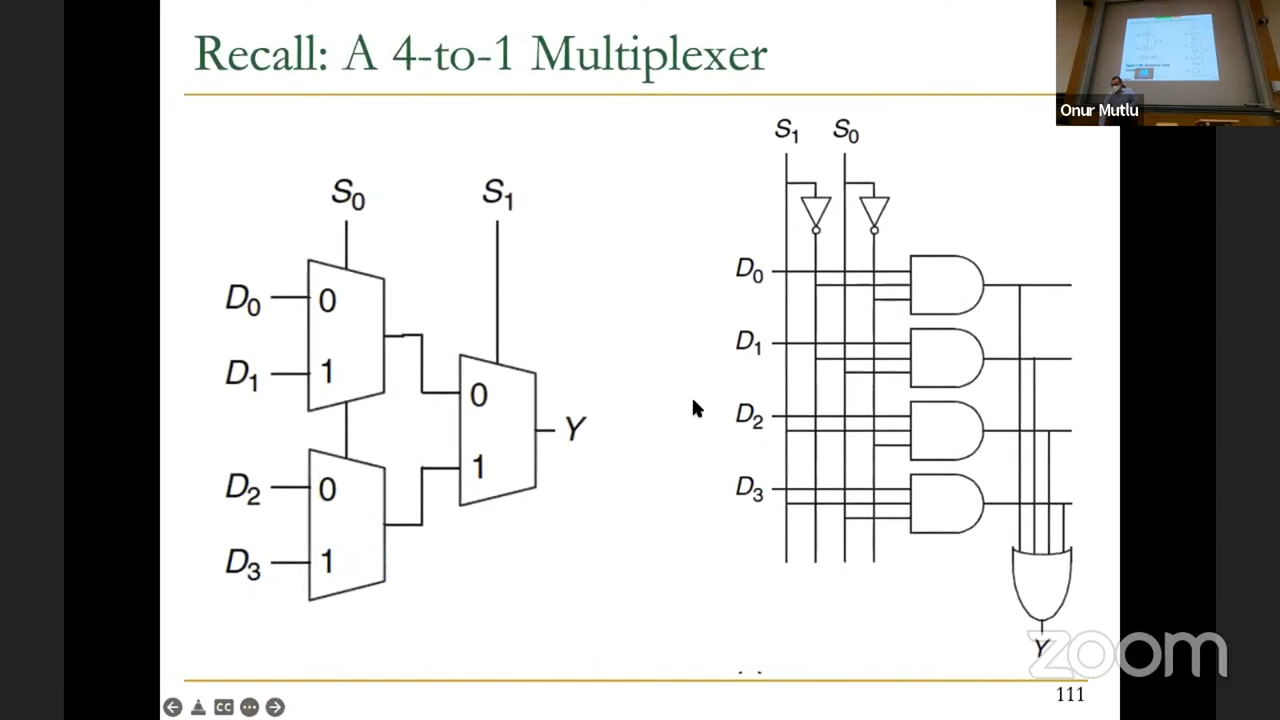 Recall: A 4-to-1 Multiplexer
Onur Mutlu
S0
S1
D0
0
D1
1
D2
0
D3
1
0
1
Y
S1
S0
D0
D1
D2
D3
Y
zoom
CC
111